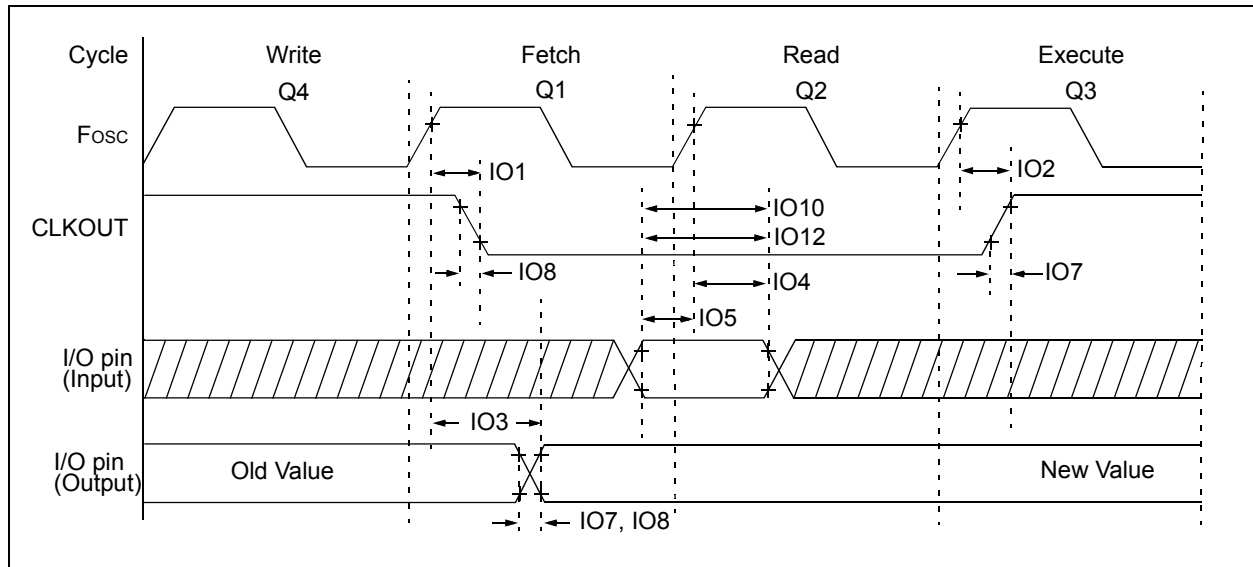 Cycle Write Fetch Read Execute
Q4 Q1 Q2 Q3
FOSC
IO1 IO2
CLKOUT
IO10
IO12
IO8 IO4 IO7
IO5
I/O pin
(Input)
IO3
I/O pin
(Output)
Old Value New Value
IO7, IO8